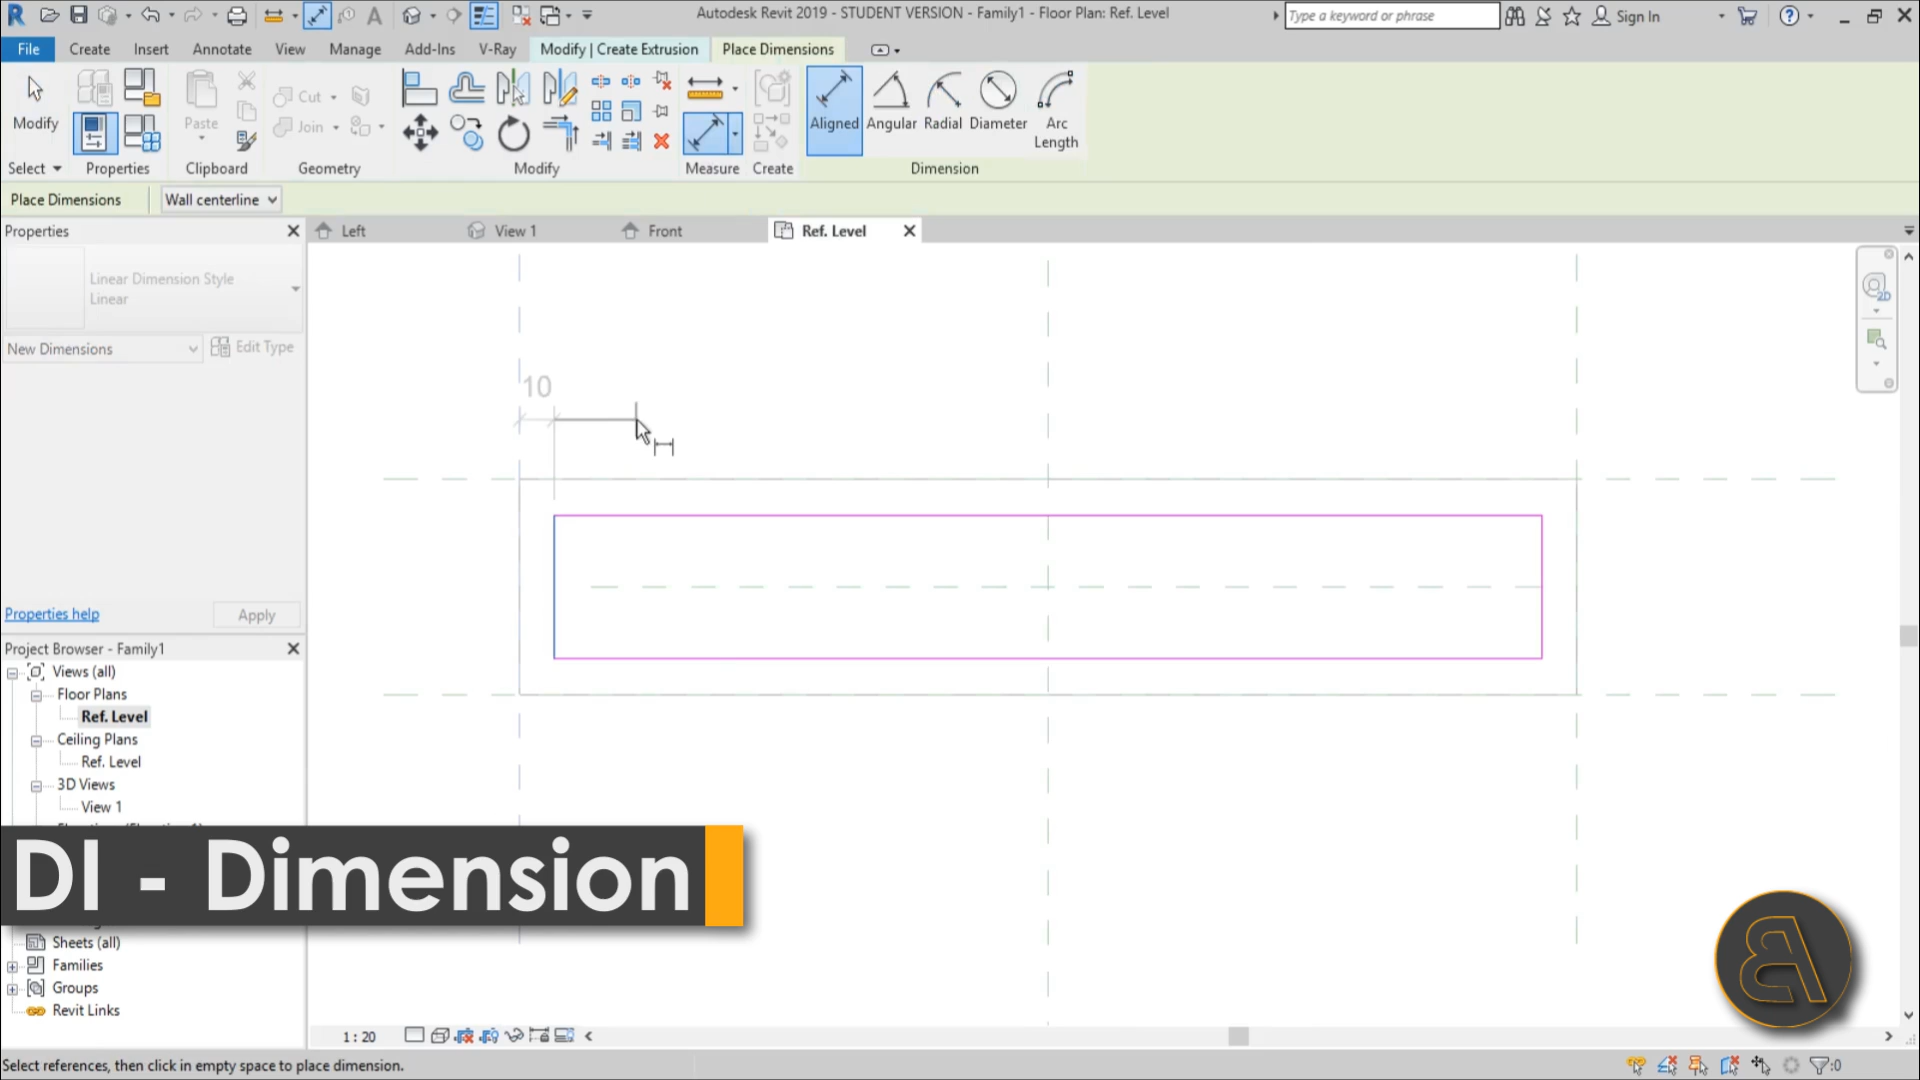 Autodesk Revit 2019 - STUDENT VERSION - Family1 - Floor Plan: Ref. Level
Type a keyword or phrase
Sign In
File Create Insert Annotate View Manage Add-Ins V-Ray Modify | Create Extrusion Place Dimensions
Modify
Paste
Cut
Join
Aligned Angular Radial Diameter Arc Length
Select Properties Clipboard Geometry Modify Measure Create Dimension
Place Dimensions Wall centerline
Properties
Left View 1 Front Ref. Level
Linear Dimension Style
Linear
New Dimensions Edit Type
2D
10
Properties help Apply
Project Browser - Family1
Views (all)
Floor Plans
Ref. Level
Ceiling Plans
Ref. Level
3D Views
View 1
DI - Dimension
Sheets (all)
Families
Groups
Revit Links
1 : 20
Select references, then click in empty space to place dimension.
:0